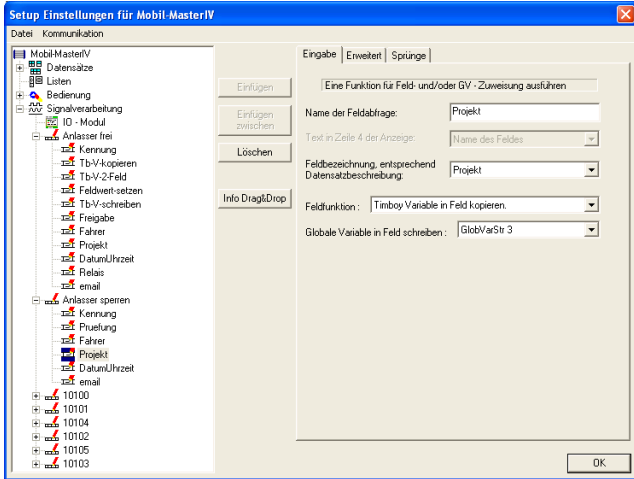 Setup Einstellungen für Mobil-MasterIV
Datei Kommunikation
Mobil-MasterIV
Datensätze
Listen
Bedienung
Signalverarbeitung
IO - Modul
Anlasser frei
Kennung
Tb-V-kopieren
Tb-V-2-Feld
Feldwert-setzen
Tb-V-schreiben
Freigabe
Fahrer
Projekt
DatumUhrzeit
Relais
email
Anlasser sperren
Kennung
Pruefung
Fahrer
Projekt
DatumUhrzeit
email
10100
10101
10104
10102
10105
10103
Einfügen
Einfügen
zwischen
Löschen
Info Drag&Drop
Eingabe Erweitert Sprünge
Eine Funktion für Feld- und/oder GV - Zuweisung ausführen
Name der Feldabfrage: Projekt
Text in Zeile 4 der Anzeige: Name des Feldes
Feldbezeichnung, entsprechend
Datensatzbeschreibung: Projekt
Feldfunktion : Timboy Variable in Feld kopieren.
Globale Variable in Feld schreiben : GlobVarStr 3
OK